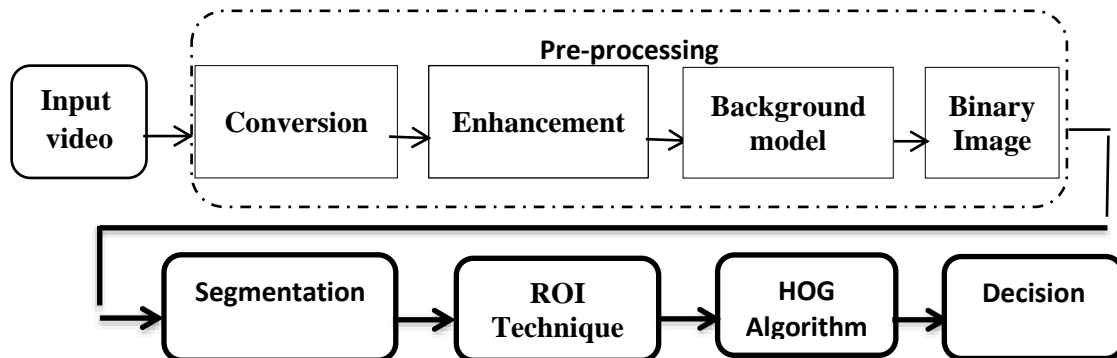 Pre-processing
Input
video
Conversion
Enhancement
Background
model
Binary
Image
Segmentation
ROI
Technique
HOG
Algorithm
Decision